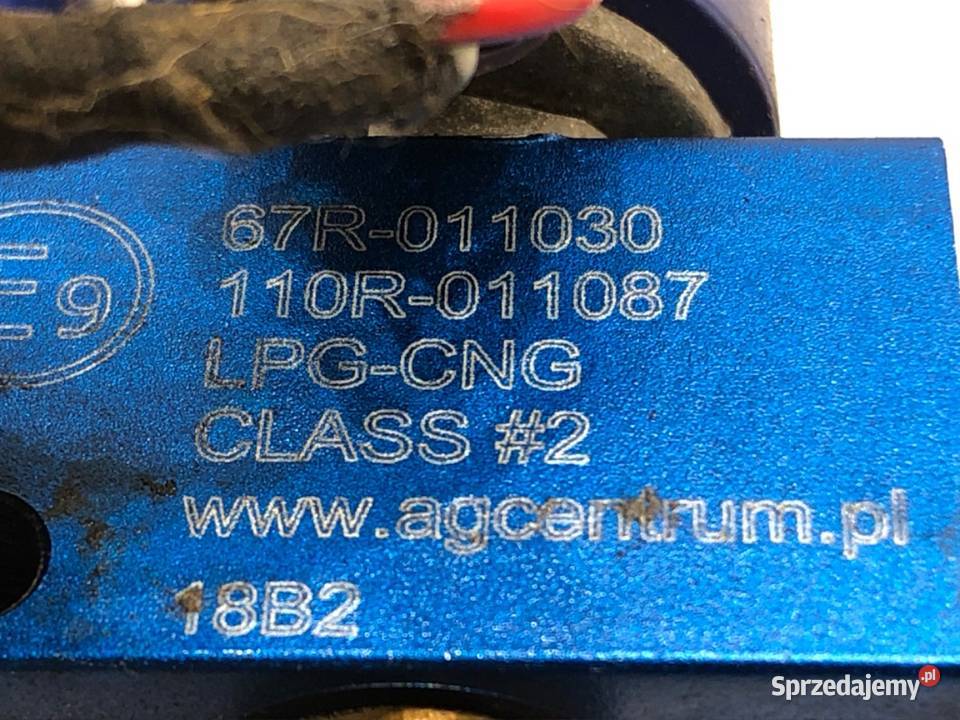 67R-011030
110R-011087
E9
LPG-CNG
CLASS #2
www.agcentrum.pl
18B2
Sprzedajemy.pl